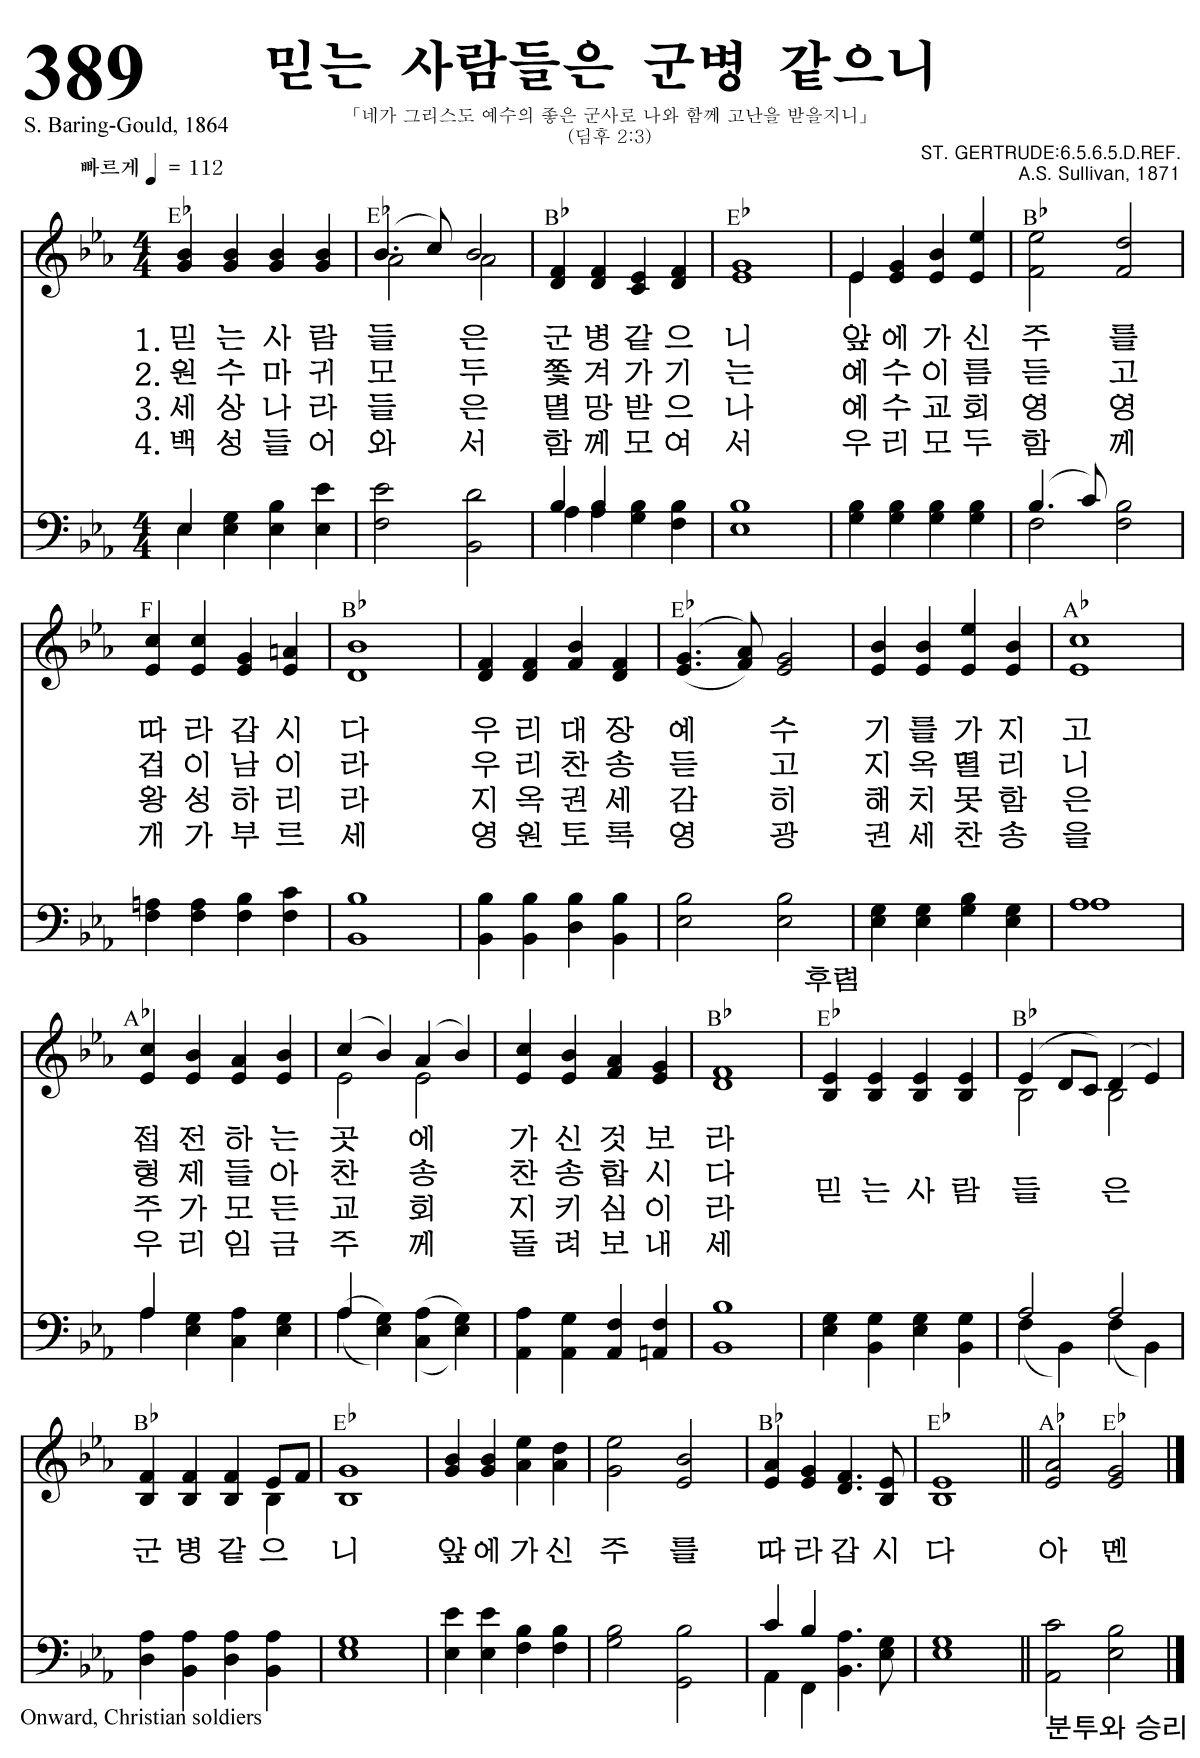 389
믿는 사람들은 군병 같으니
「네가 그리스도 예수의 좋은 군사로 나와 함께 고난을 받을지니」
(딤후 2:3)
S. Baring-Gould, 1864
빠르게 ♩ = 112
ST. GERTRUDE:6.5.6.5.D.REF.
A.S. Sullivan, 1871
E♭ E♭ B♭ E♭ B♭
4 4
1. 믿 는 사 람 들 은 군 병 같 으 니 앞 에 가 신 주 를
2. 원 수 마 귀 모 두 쫓 겨 가 기 는 예 수 이 름 듣 고
3. 세 상 나 라 들 은 멸 망 받 으 나 예 수 교 회 영 영
4. 백 성 들 어 와 서 함 께 모 여 서 우 리 모 두 함 께
4 4
F B♭ E♭ A♭
따 라 갑 시 다 우 리 대 장 예 수 기 를 가 지 고
겁 이 남 이 라 우 리 찬 송 듣 고 지 옥 떨 리 니
왕 성 하 리 라 지 옥 권 세 감 히 해 치 못 함 은
개 가 부 르 세 영 원 토 록 영 광 권 세 찬 송 을
후렴
A♭ B♭ E♭ B♭
접 전 하 는 곳 에 가 신 것 보 라
형 제 들 아 찬 송 찬 송 합 시 다
믿 는 사 람 들 은
주 가 모 든 교 회 지 키 심 이 라
우 리 임 금 주 께 돌 려 보 내 세
B♭ E♭ B♭ E♭ A♭ E♭
군 병 같 으 니 앞 에 가 신 주 를 따 라 갑 시 다 아 멘
Onward, Christian soldiers
분투와 승리